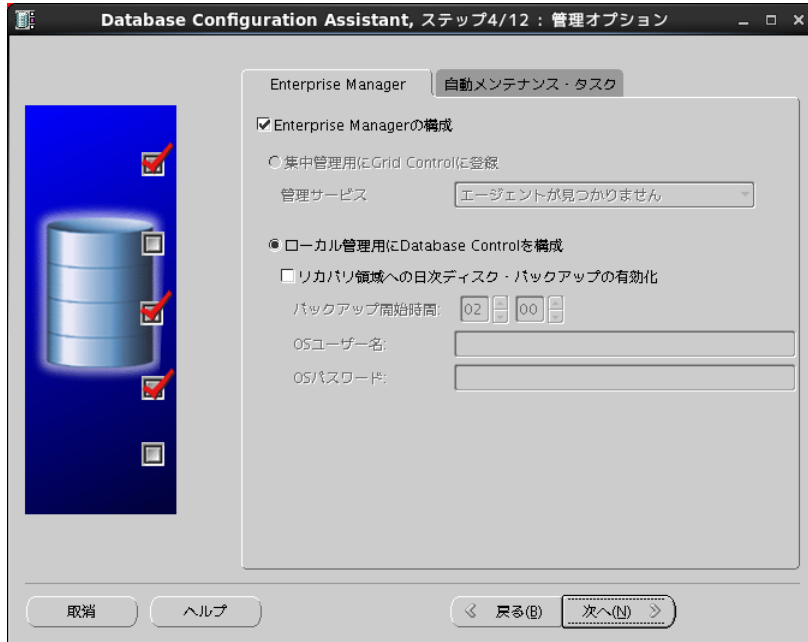 Database Configuration Assistant, ステップ4/12 : 管理オプション
Enterprise Manager
自動メンテナンス・タスク
Enterprise Managerの構成
集中管理用にGrid Controlに登録
管理サービス
エージェントが見つかりません
ローカル管理用にDatabase Controlを構成
リカバリ領域への日次ディスク・バックアップの有効化
バックアップ開始時間: 02 00
OSユーザー名:
OSパスワード:
取消
ヘルプ
戻る(B)
次へ(N)